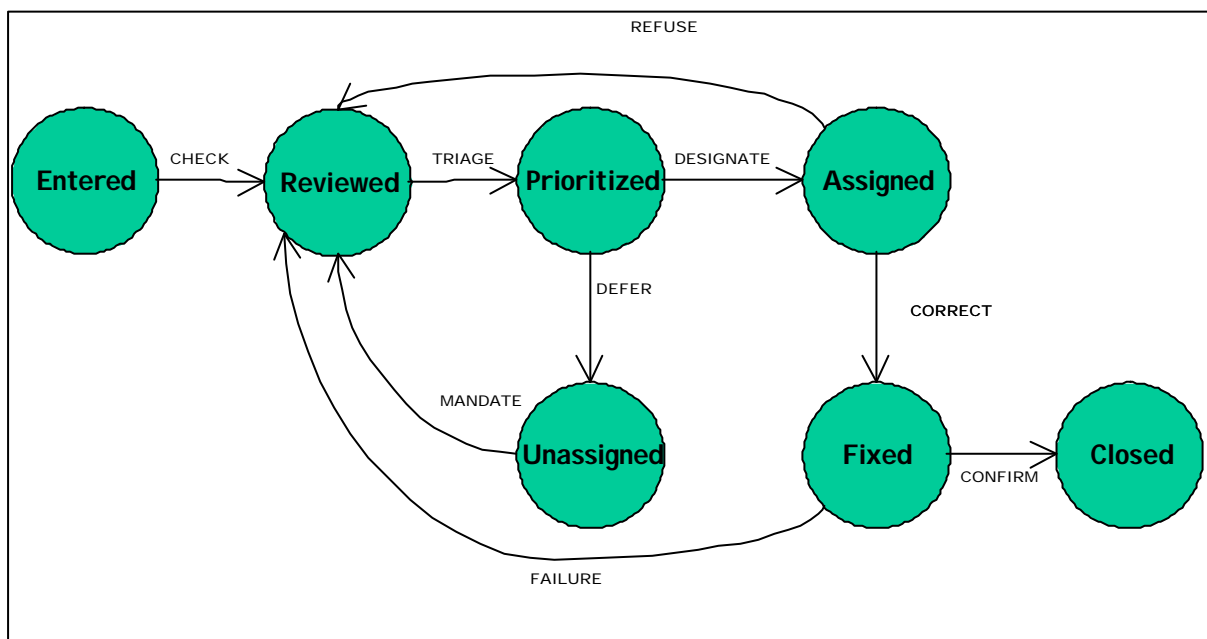 REFUSE
CHECK
TRIAGE
DESIGNATE
Entered
Reviewed
Prioritized
Assigned
DEFER
CORRECT
MANDATE
Unassigned
Fixed
Closed
CONFIRM
FAILURE